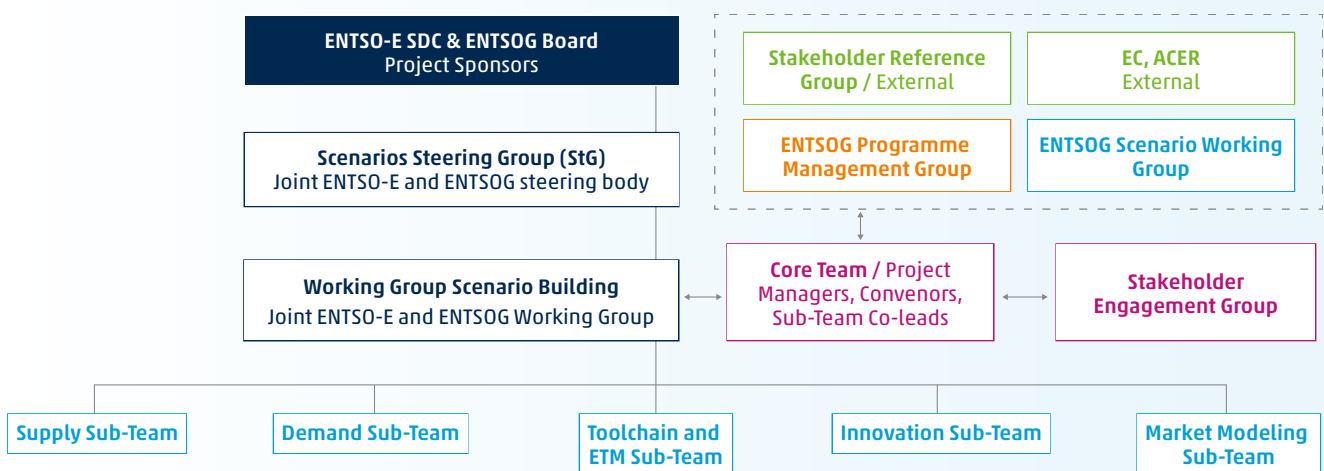 ENTSO-E SDC & ENTSOG Board
Project Sponsors
Stakeholder Reference
Group / External
EC, ACER
External
Scenarios Steering Group (StG)
Joint ENTSO-E and ENTSOG steering body
ENTSOG Programme
Management Group
ENTSOG Scenario Working
Group
Working Group Scenario Building
Joint ENTSO-E and ENTSOG Working Group
Core Team / Project
Managers, Convenors,
Sub-Team Co-leads
Stakeholder
Engagement Group
Supply Sub-Team
Demand Sub-Team
Toolchain and
ETM Sub-Team
Innovation Sub-Team
Market Modeling
Sub-Team